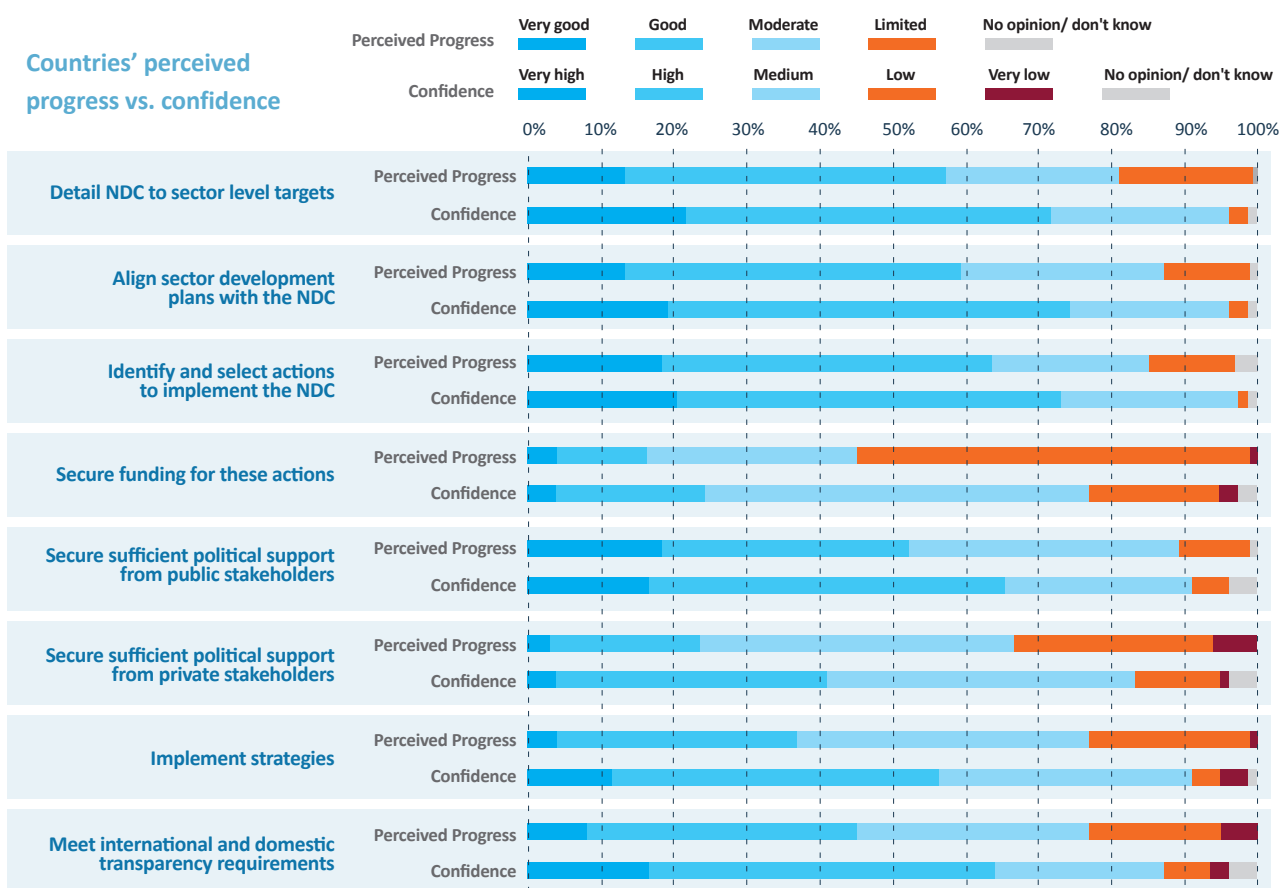 Countries’ perceived
progress vs. confidence
Perceived Progress
Very good
Good
Moderate
Limited
No opinion/ don't know
Confidence
Very high
High
Medium
Low
Very low
No opinion/ don't know
0%
10%
20%
30%
40%
50%
60%
70%
80%
90%
100%
Detail NDC to sector level targets
Perceived Progress
Confidence
Align sector development
plans with the NDC
Perceived Progress
Confidence
Identify and select actions
to implement the NDC
Perceived Progress
Confidence
Secure funding for these actions
Perceived Progress
Confidence
Secure sufficient political support
from public stakeholders
Perceived Progress
Confidence
Secure sufficient political support
from private stakeholders
Perceived Progress
Confidence
Implement strategies
Perceived Progress
Confidence
Meet international and domestic
transparency requirements
Perceived Progress
Confidence